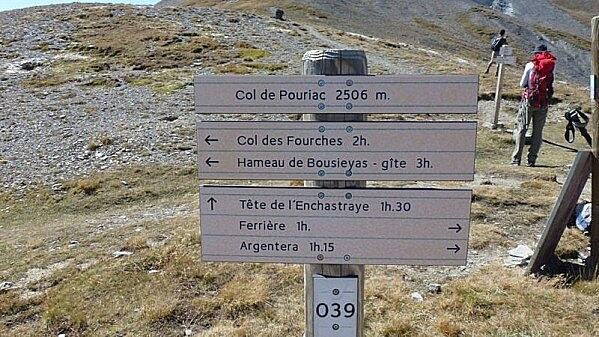 Col de Pouriac 2506 m.
← Col des Fourches 2h.
← Hameau de Bousieyas - gîte 3h.
↑ Tête de l'Enchastraye 1h.30
Ferrière 1h. →
Argentera 1h.15 →
039